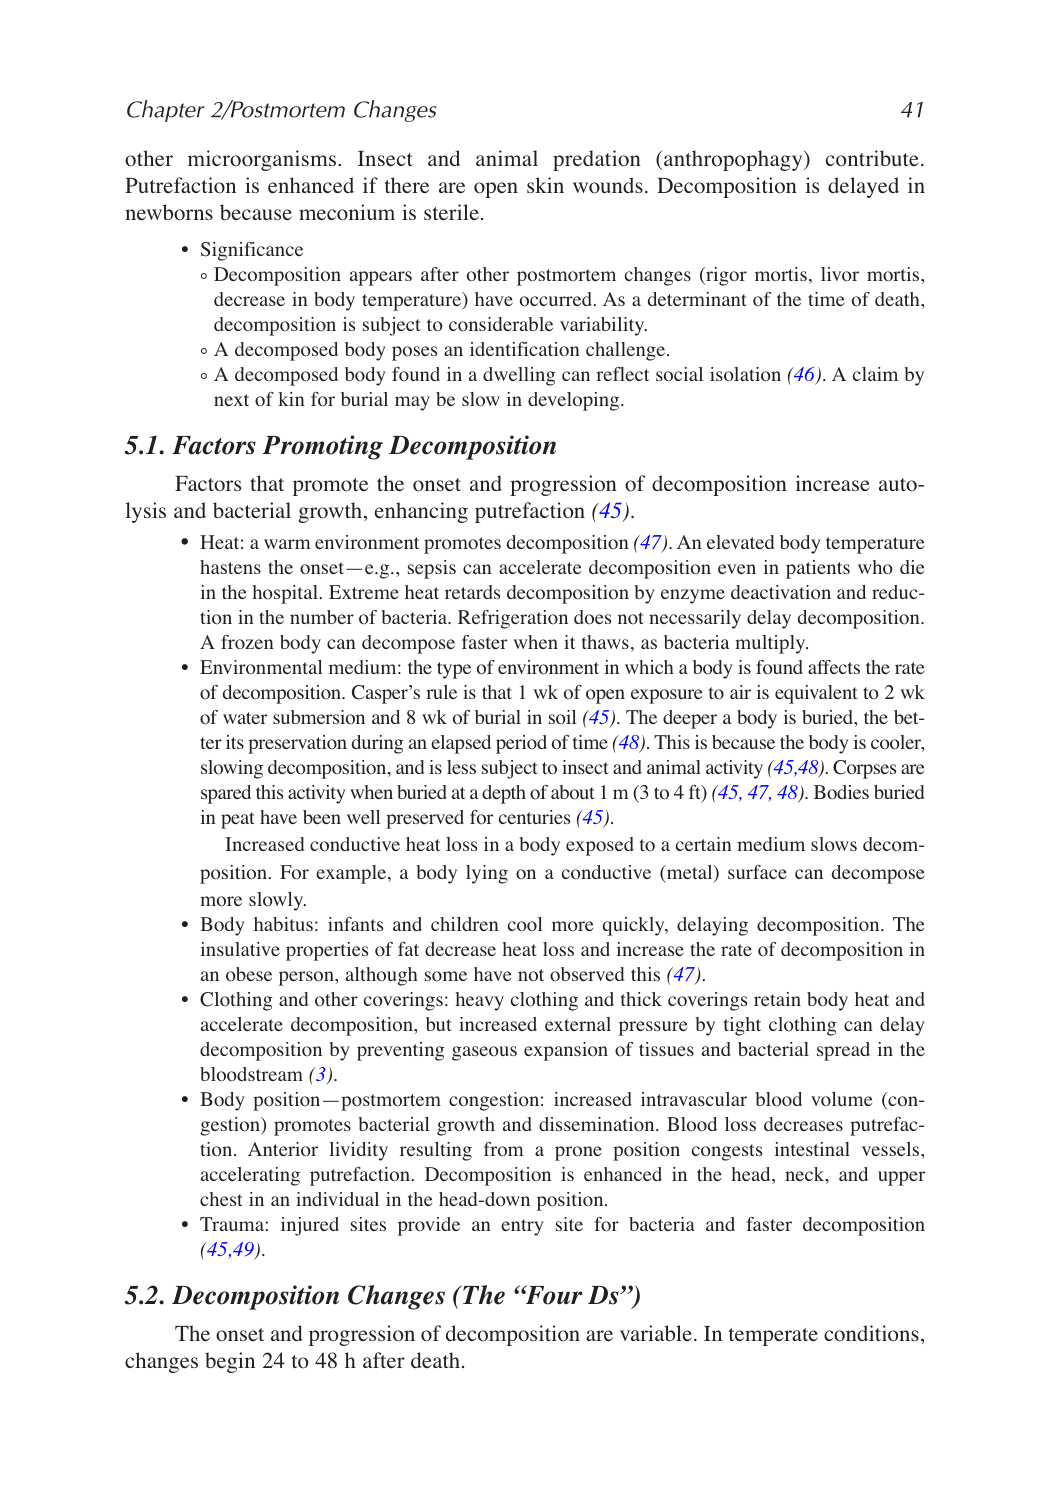 Chapter 2/Postmortem Changes 41
other microorganisms. Insect and animal predation (anthropophagy) contribute.
Putrefaction is enhanced if there are open skin wounds. Decomposition is delayed in
newborns because meconium is sterile.
• Significance
◦ Decomposition appears after other postmortem changes (rigor mortis, livor mortis,
decrease in body temperature) have occurred. As a determinant of the time of death,
decomposition is subject to considerable variability.
◦ A decomposed body poses an identification challenge.
◦ A decomposed body found in a dwelling can reflect social isolation (46). A claim by
next of kin for burial may be slow in developing.
5.1. Factors Promoting Decomposition
Factors that promote the onset and progression of decomposition increase auto-
lysis and bacterial growth, enhancing putrefaction (45).
• Heat: a warm environment promotes decomposition (47). An elevated body temperature
hastens the onset—e.g., sepsis can accelerate decomposition even in patients who die
in the hospital. Extreme heat retards decomposition by enzyme deactivation and reduc-
tion in the number of bacteria. Refrigeration does not necessarily delay decomposition.
A frozen body can decompose faster when it thaws, as bacteria multiply.
• Environmental medium: the type of environment in which a body is found affects the rate
of decomposition. Casper’s rule is that 1 wk of open exposure to air is equivalent to 2 wk
of water submersion and 8 wk of burial in soil (45). The deeper a body is buried, the bet-
ter its preservation during an elapsed period of time (48). This is because the body is cooler,
slowing decomposition, and is less subject to insect and animal activity (45,48). Corpses are
spared this activity when buried at a depth of about 1 m (3 to 4 ft) (45, 47, 48). Bodies buried
in peat have been well preserved for centuries (45).
Increased conductive heat loss in a body exposed to a certain medium slows decom-
position. For example, a body lying on a conductive (metal) surface can decompose
more slowly.
• Body habitus: infants and children cool more quickly, delaying decomposition. The
insulative properties of fat decrease heat loss and increase the rate of decomposition in
an obese person, although some have not observed this (47).
• Clothing and other coverings: heavy clothing and thick coverings retain body heat and
accelerate decomposition, but increased external pressure by tight clothing can delay
decomposition by preventing gaseous expansion of tissues and bacterial spread in the
bloodstream (3).
• Body position—postmortem congestion: increased intravascular blood volume (con-
gestion) promotes bacterial growth and dissemination. Blood loss decreases putrefac-
tion. Anterior lividity resulting from a prone position congests intestinal vessels,
accelerating putrefaction. Decomposition is enhanced in the head, neck, and upper
chest in an individual in the head-down position.
• Trauma: injured sites provide an entry site for bacteria and faster decomposition
(45,49).
5.2. Decomposition Changes (The “Four Ds”)
The onset and progression of decomposition are variable. In temperate conditions,
changes begin 24 to 48 h after death.